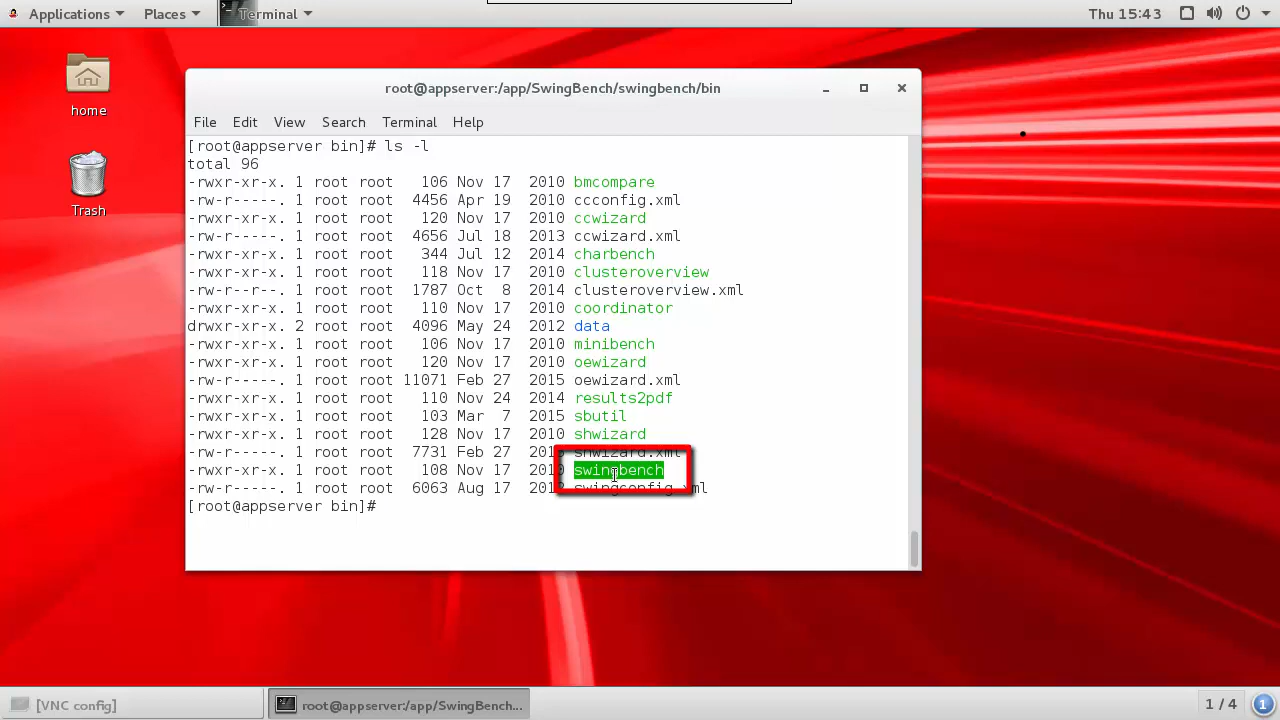 Applications Places Terminal Thu 15:43
home
Trash
root@appserver:/app/SwingBench/swingbench/bin
File Edit View Search Terminal Help
[root@appserver bin]# ls -l
total 96
-rwxr-xr-x. 1 root root 106 Nov 17 2010 bmcompare
-rw-r-----. 1 root root 4456 Apr 19 2010 ccconfig.xml
-rwxr-xr-x. 1 root root 120 Nov 17 2010 ccwizard
-rw-r-----. 1 root root 4656 Jul 18 2013 ccwizard.xml
-rwxr-xr-x. 1 root root 344 Jul 12 2014 charbench
-rwxr-xr-x. 1 root root 118 Nov 17 2010 clusteroverview
-rw-r-----. 1 root root 1787 Oct 8 2014 clusteroverview.xml
-rwxr-xr-x. 1 root root 110 Nov 17 2010 coordinator
drwxr-xr-x. 2 root root 4096 May 24 2012 data
-rwxr-xr-x. 1 root root 106 Nov 17 2010 minibench
-rwxr-xr-x. 1 root root 120 Nov 17 2010 oewizard
-rw-r-----. 1 root root 11071 Feb 27 2015 oewizard.xml
-rwxr-xr-x. 1 root root 110 Nov 24 2014 results2pdf
-rwxr-xr-x. 1 root root 103 Mar 7 2015 sbutil
-rwxr-xr-x. 1 root root 128 Nov 17 2010 shwizard
-rw-r-----. 1 root root 7731 Feb 27 shwizard.xml
-rwxr-xr-x. 1 root root 108 Nov 17 2010 swingbench
-rw-r-----. 1 root root 6063 Aug 17 swingconfig.xml
[root@appserver bin]#
[VNC config] root@appserver:/app/SwingBench... 1 / 4 1